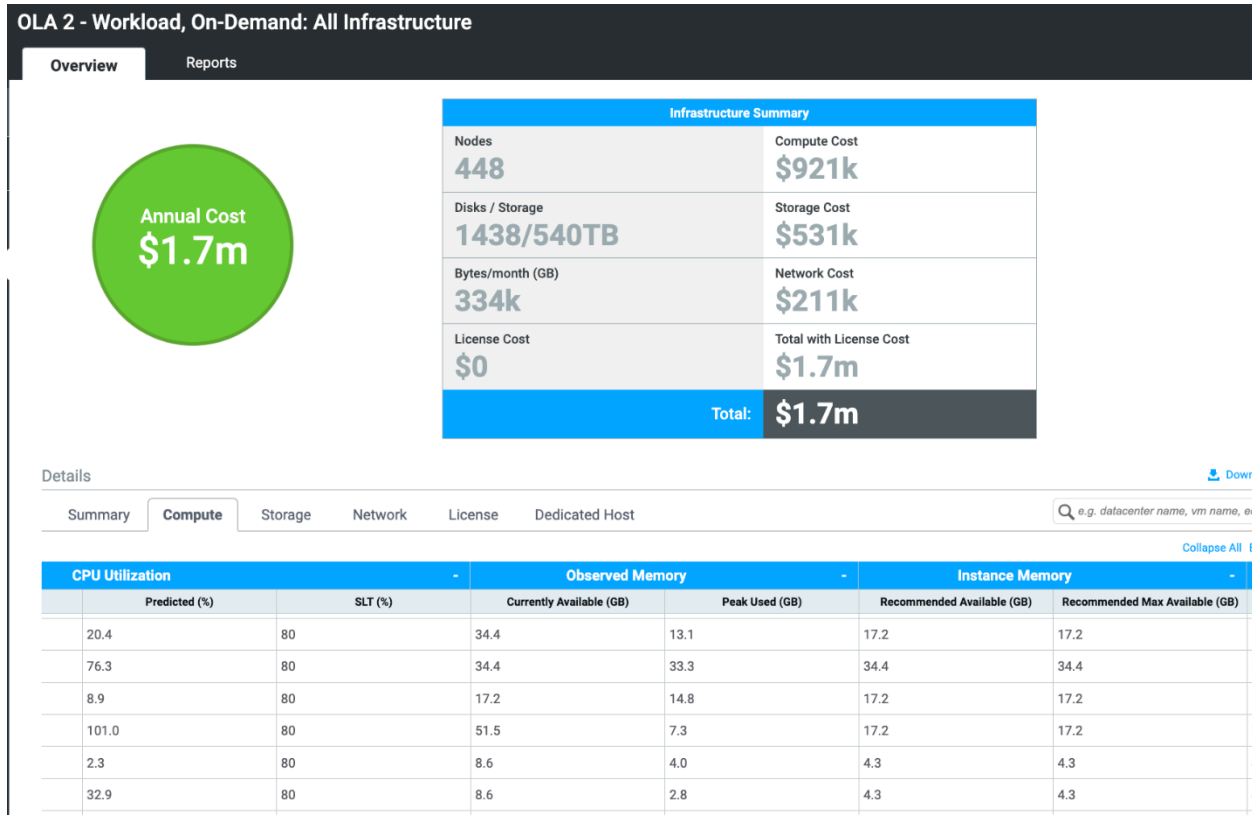 OLA 2 - Workload, On-Demand: All Infrastructure
Overview Reports
Annual Cost
$1.7m
Infrastructure Summary
Nodes Compute Cost
448 $921k
Disks / Storage Storage Cost
1438/540TB $531k
Bytes/month (GB) Network Cost
334k $211k
License Cost Total with License Cost
$0 $1.7m
Total: $1.7m
Details
Summary Compute Storage Network License Dedicated Host
e.g. datacenter name, vm name,
Collapse All
CPU Utilization - Observed Memory - Instance Memory -
Predicted (%) SLT (%) Currently Available (GB) Peak Used (GB) Recommended Available (GB) Recommended Max Available (GB)
20.4 80 34.4 13.1 17.2 17.2
76.3 80 34.4 33.3 34.4 34.4
8.9 80 17.2 14.8 17.2 17.2
101.0 80 51.5 7.3 17.2 17.2
2.3 80 8.6 4.0 4.3 4.3
32.9 80 8.6 2.8 4.3 4.3